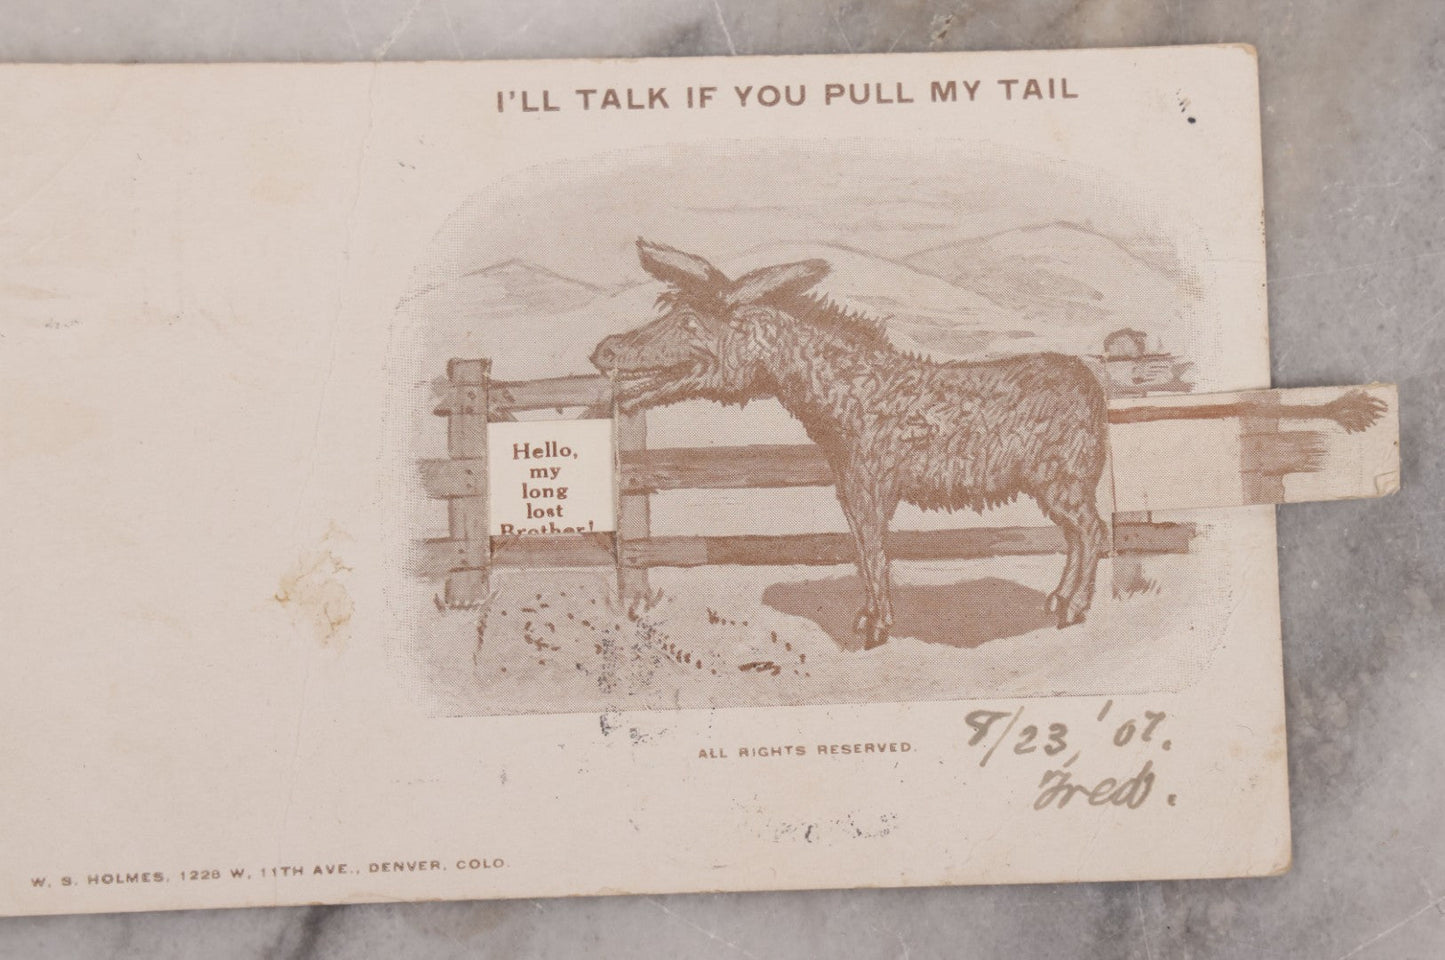 I'LL TALK IF YOU PULL MY TAIL
Hello,
my
long
lost
Brother!
ALL RIGHTS RESERVED.
8/23, '07.
Fred.
W. S. HOLMES, 1228 W, 11TH AVE., DENVER, COLO.